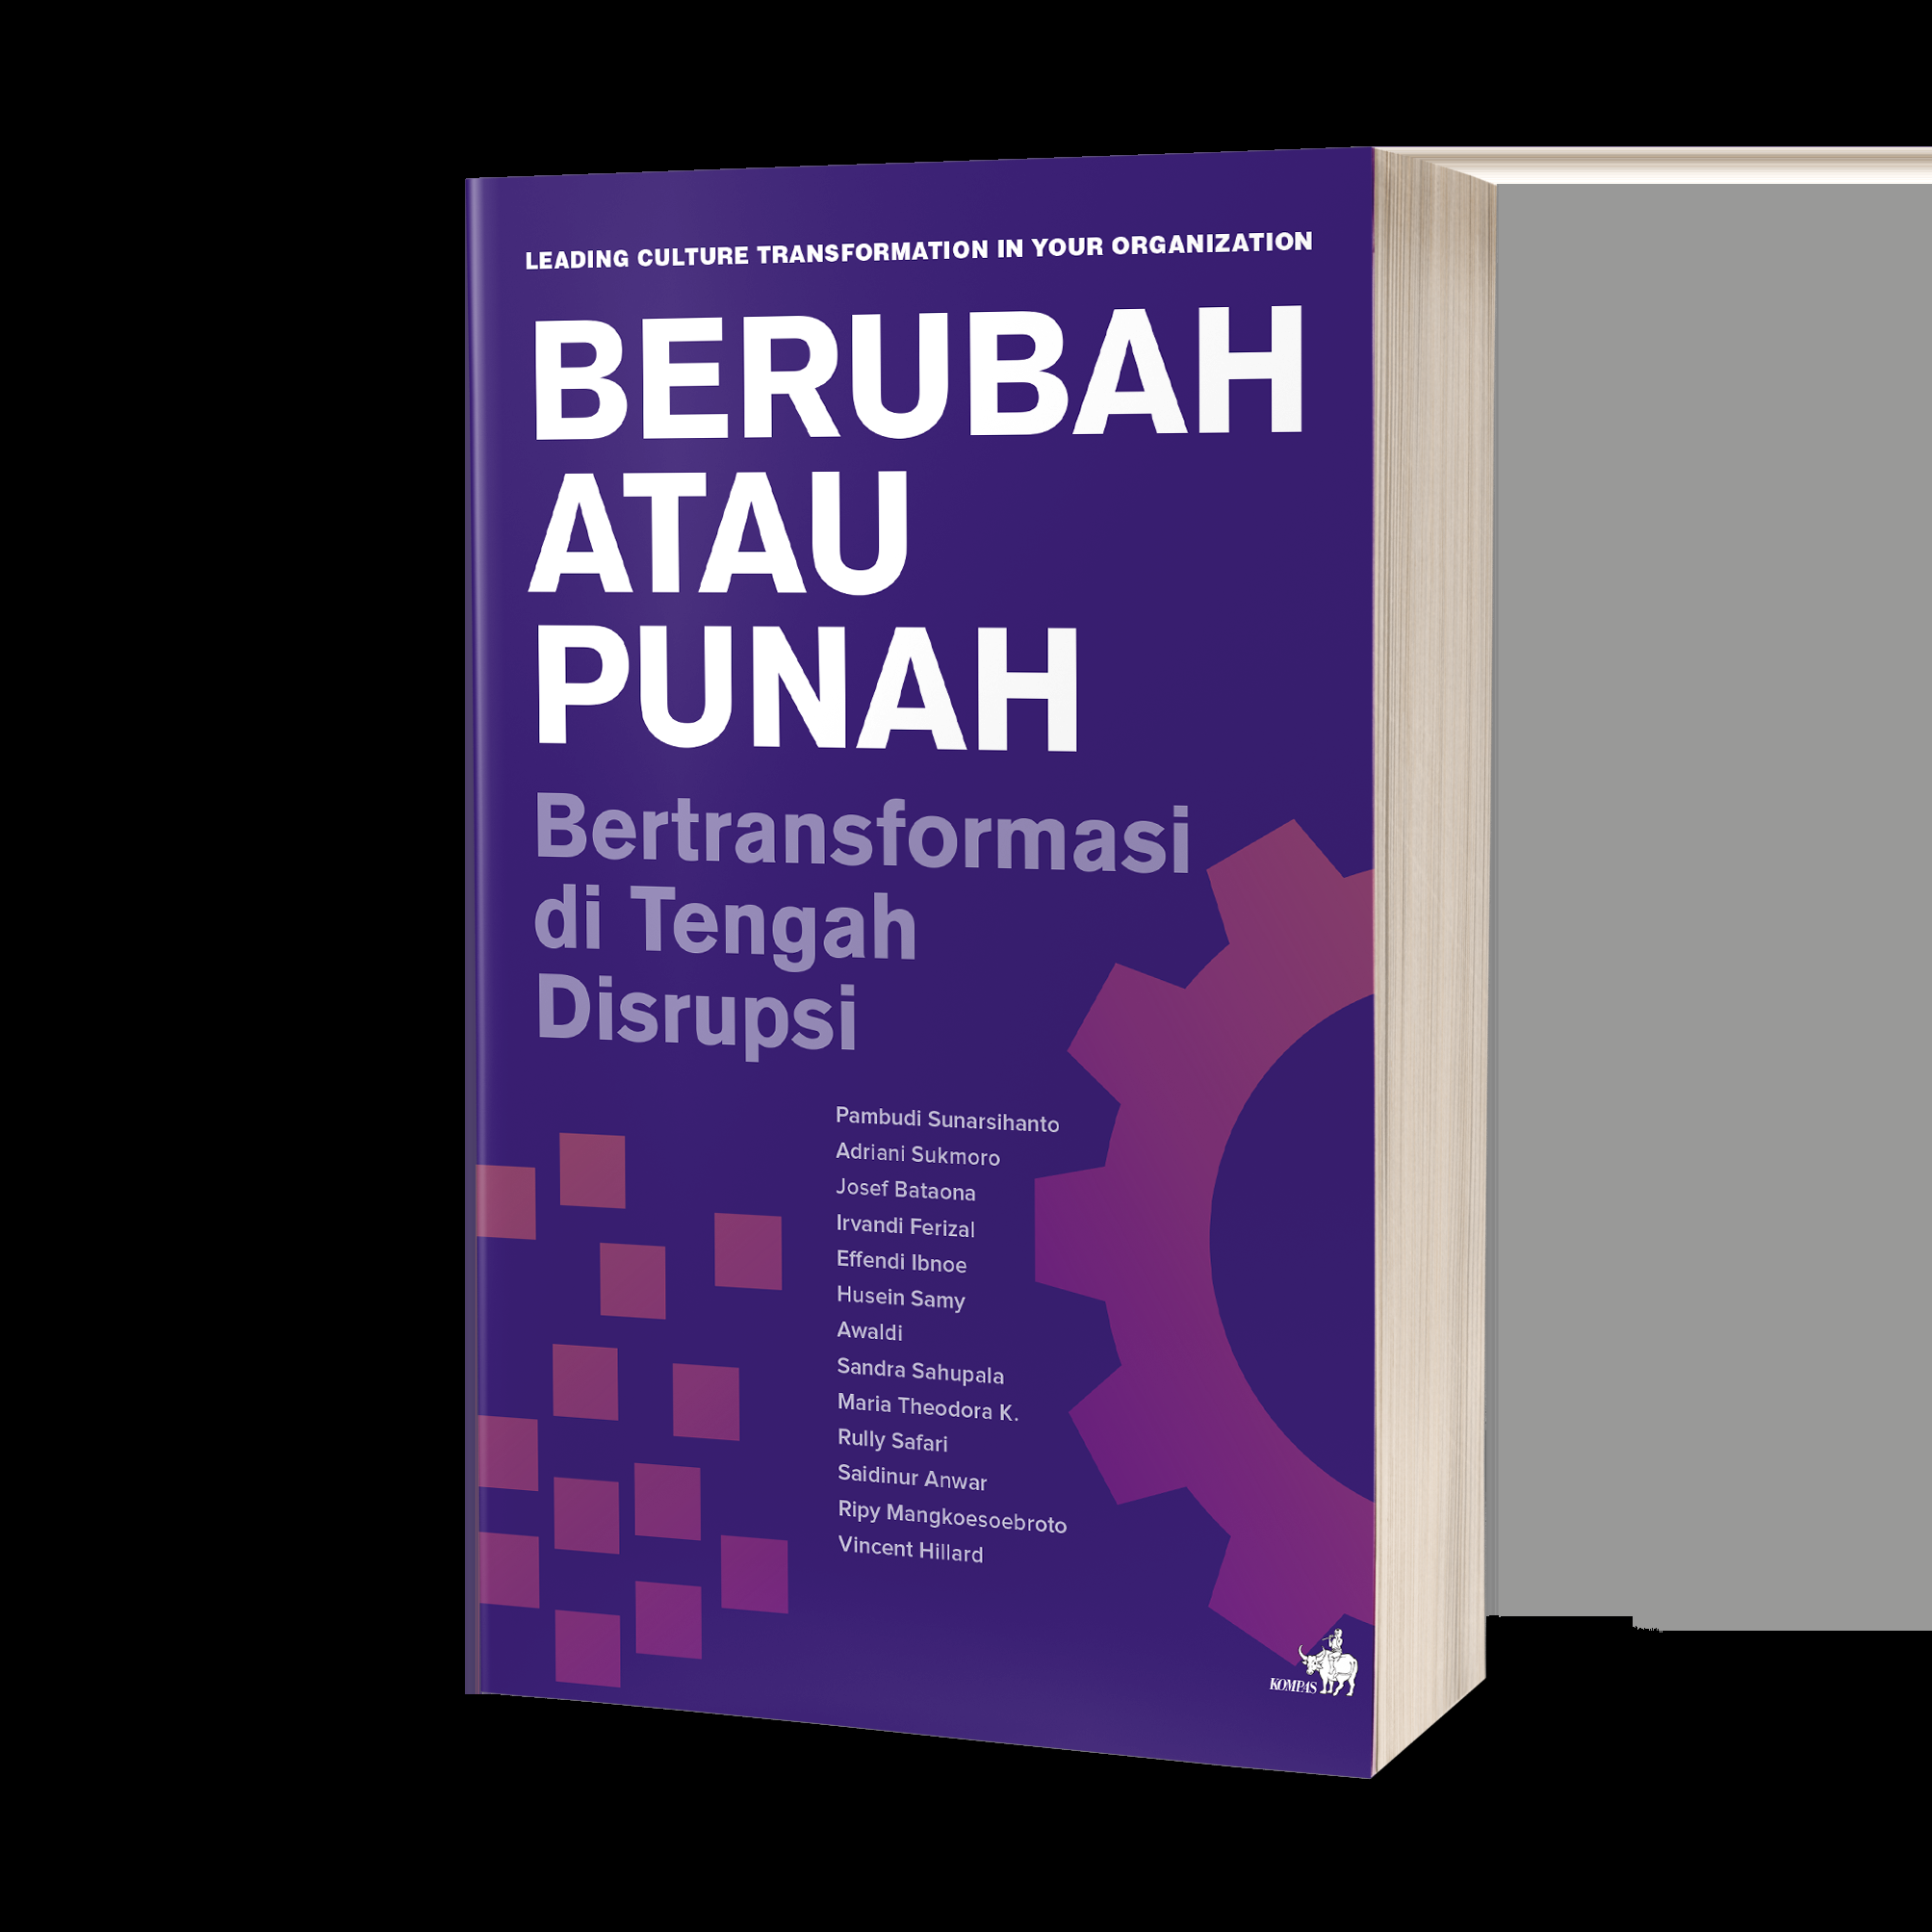 LEADING CULTURE TRANSFORMATION IN YOUR ORGANIZATION
BERUBAH
ATAU
PUNAH
Bertransformasi
di Tengah
Disrupsi
Pambudi Sunarsihanto
Adriani Sukmoro
Josef Bataona
Irvandi Ferizal
Effendi Ibnoe
Husein Samy
Awaldi
Sandra Sahupala
Maria Theodora K.
Rully Safari
Saidinur Anwar
Ripy Mangkoesoebroto
Vincent Hillard
KOMPAS